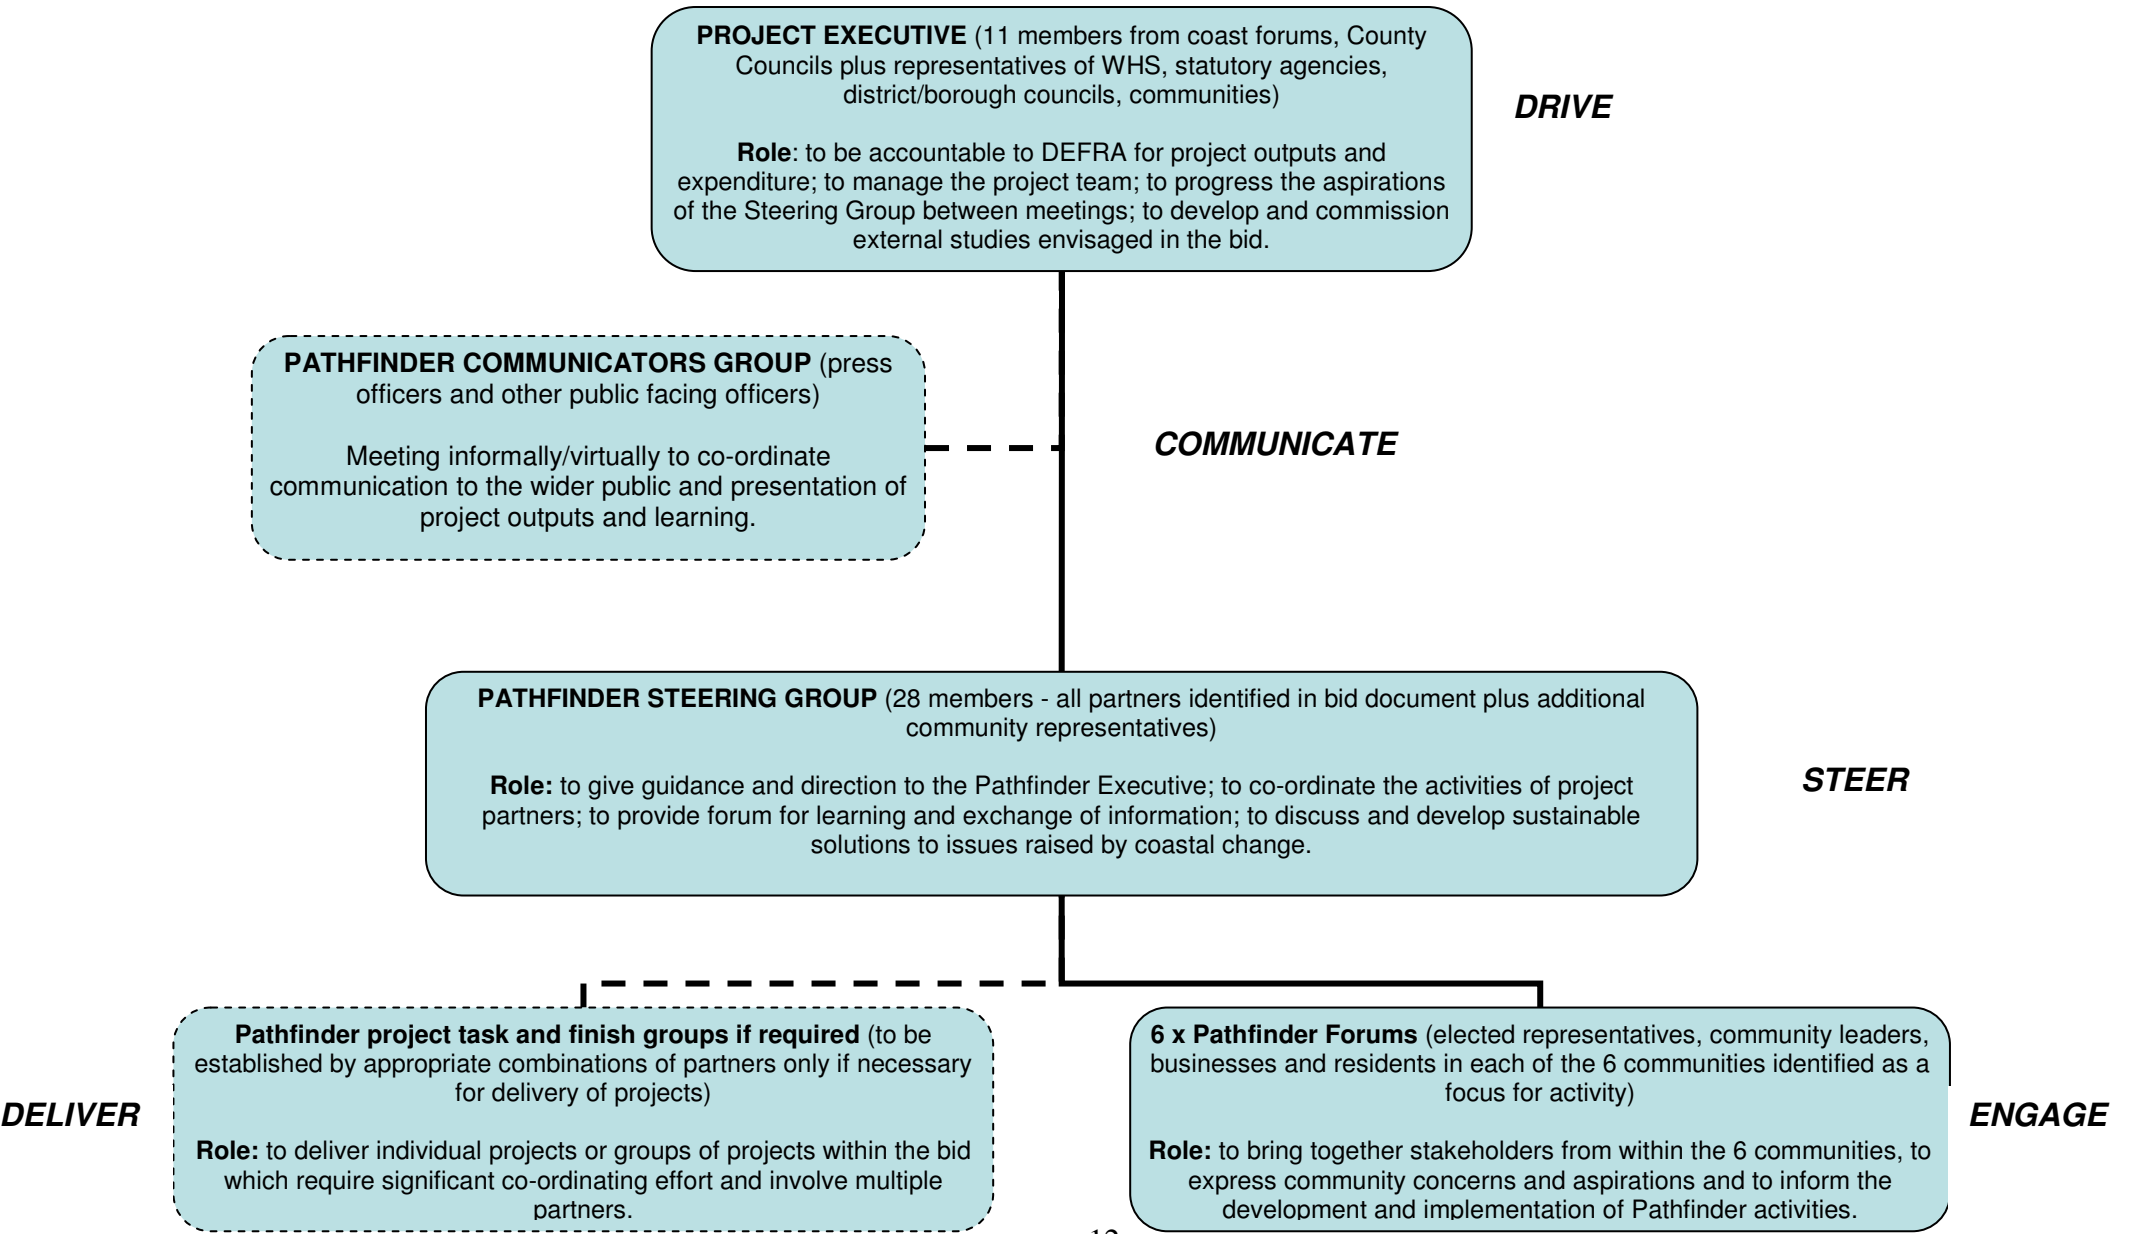 PROJECT EXECUTIVE (11 members from coast forums, County
Councils plus representatives of WHS, statutory agencies,
district/borough councils, communities)
Role: to be accountable to DEFRA for project outputs and
expenditure; to manage the project team; to progress the aspirations
of the Steering Group between meetings; to develop and commission
external studies envisaged in the bid.
DRIVE
PATHFINDER COMMUNICATORS GROUP (press
officers and other public facing officers)
Meeting informally/virtually to co-ordinate
communication to the wider public and presentation of
project outputs and learning.
COMMUNICATE
PATHFINDER STEERING GROUP (28 members - all partners identified in bid document plus additional
community representatives)
Role: to give guidance and direction to the Pathfinder Executive; to co-ordinate the activities of project
partners; to provide forum for learning and exchange of information; to discuss and develop sustainable
solutions to issues raised by coastal change.
STEER
DELIVER
Pathfinder project task and finish groups if required (to be
established by appropriate combinations of partners only if necessary
for delivery of projects)
Role: to deliver individual projects or groups of projects within the bid
which require significant co-ordinating effort and involve multiple
partners.
6 x Pathfinder Forums (elected representatives, community leaders,
businesses and residents in each of the 6 communities identified as a
focus for activity)
Role: to bring together stakeholders from within the 6 communities, to
express community concerns and aspirations and to inform the
development and implementation of Pathfinder activities.
ENGAGE